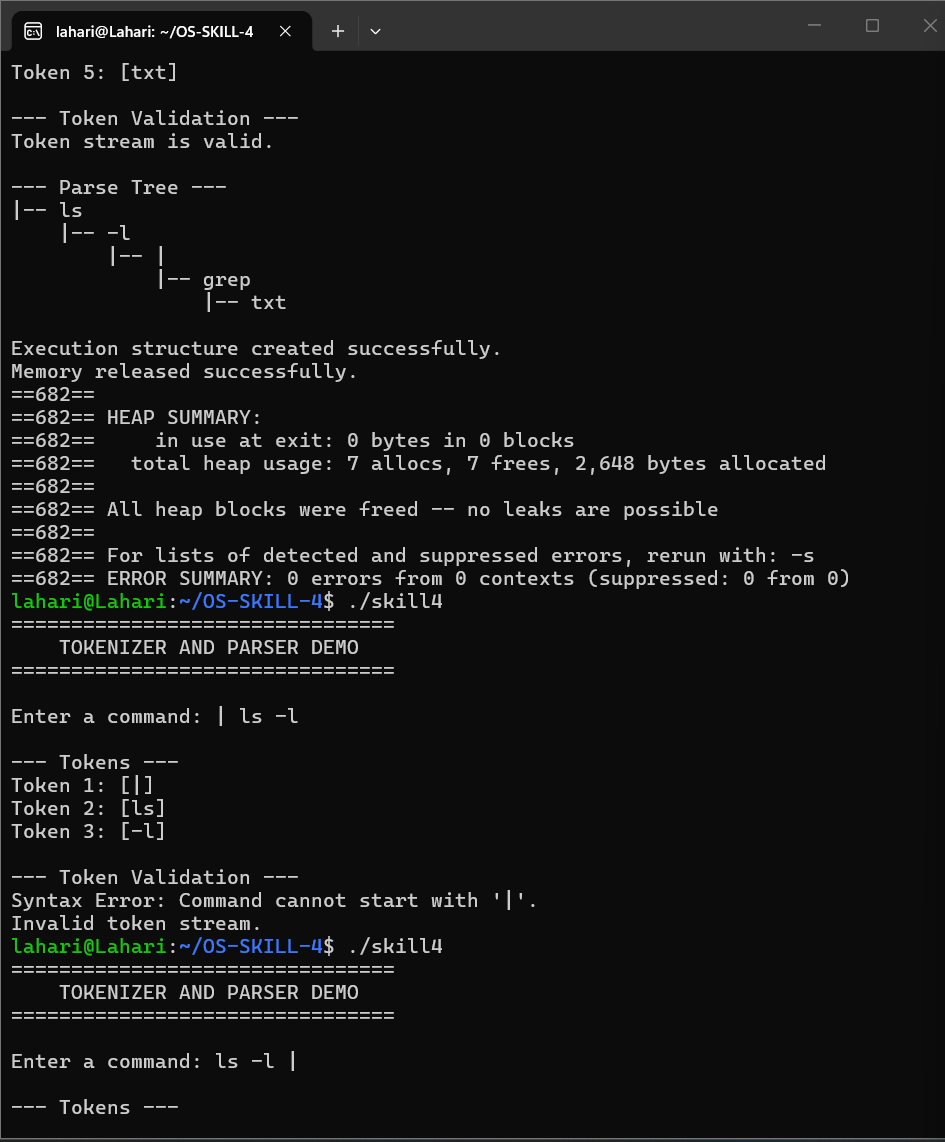 lahari@Lahari: ~/OS-SKILL-4
Token 5: [txt]
--- Token Validation ---
Token stream is valid.
--- Parse Tree ---
|-- ls
    |-- -l
        |-- |
            |-- grep
                |-- txt
Execution structure created successfully.
Memory released successfully.
==682==
==682== HEAP SUMMARY:
==682==     in use at exit: 0 bytes in 0 blocks
==682==   total heap usage: 7 allocs, 7 frees, 2,648 bytes allocated
==682==
==682== All heap blocks were freed -- no leaks are possible
==682==
==682== For lists of detected and suppressed errors, rerun with: -s
==682== ERROR SUMMARY: 0 errors from 0 contexts (suppressed: 0 from 0)
lahari@Lahari:~/OS-SKILL-4$ ./skill4
================================
    TOKENIZER AND PARSER DEMO
================================
Enter a command: | ls -l
--- Tokens ---
Token 1: [|]
Token 2: [ls]
Token 3: [-l]
--- Token Validation ---
Syntax Error: Command cannot start with '|'.
Invalid token stream.
lahari@Lahari:~/OS-SKILL-4$ ./skill4
================================
    TOKENIZER AND PARSER DEMO
================================
Enter a command: ls -l |
--- Tokens ---